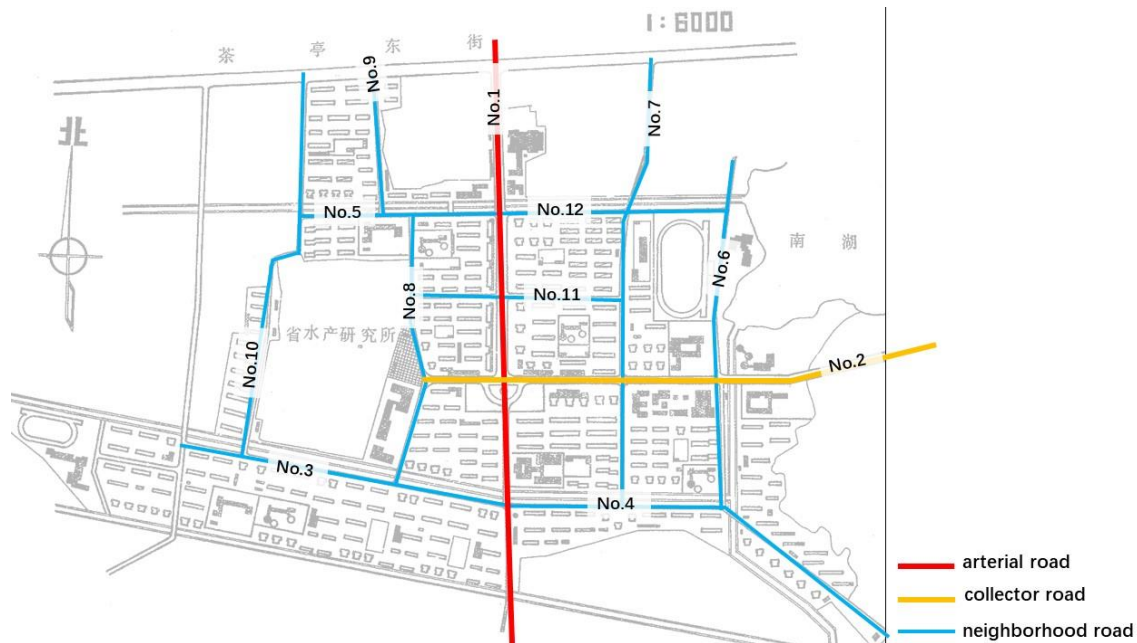 1:6000
茶亭东街
No.9
No.1
No.7
北
No.5
No.12
No.6
南湖
No.8
No.11
省水产研究所
No.10
No.2
No.3
No.4
arterial road
collector road
neighborhood road